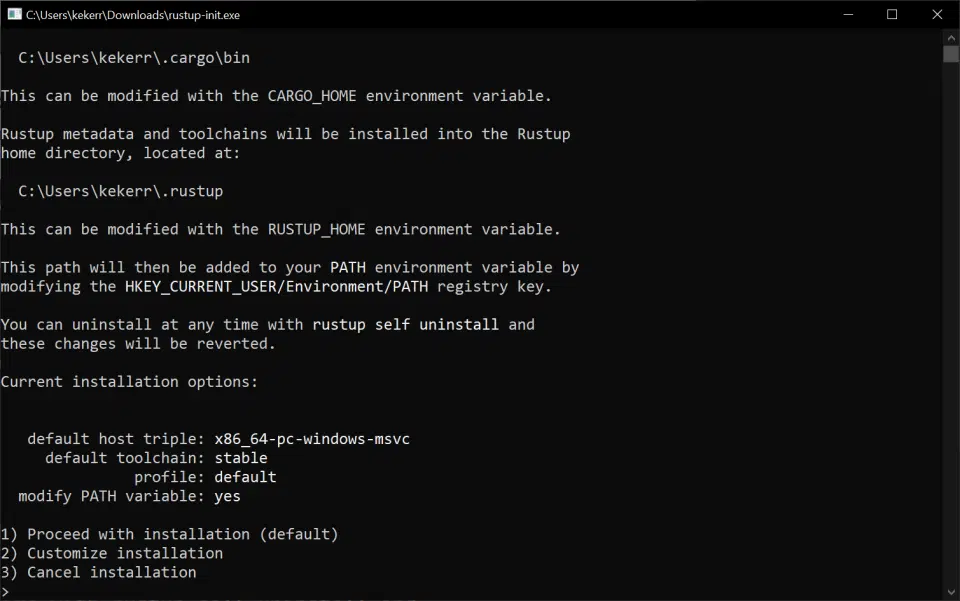 C:\Users\kekerr\Downloads\rustup-init.exe
C:\Users\kekerr\.cargo\bin
This can be modified with the CARGO_HOME environment variable.
Rustup metadata and toolchains will be installed into the Rustup
home directory, located at:
C:\Users\kekerr\.rustup
This can be modified with the RUSTUP_HOME environment variable.
This path will then be added to your PATH environment variable by
modifying the HKEY_CURRENT_USER/Environment/PATH registry key.
You can uninstall at any time with rustup self uninstall and
these changes will be reverted.
Current installation options:
default host triple: x86_64-pc-windows-msvc
default toolchain: stable
profile: default
modify PATH variable: yes
1) Proceed with installation (default)
2) Customize installation
3) Cancel installation
>